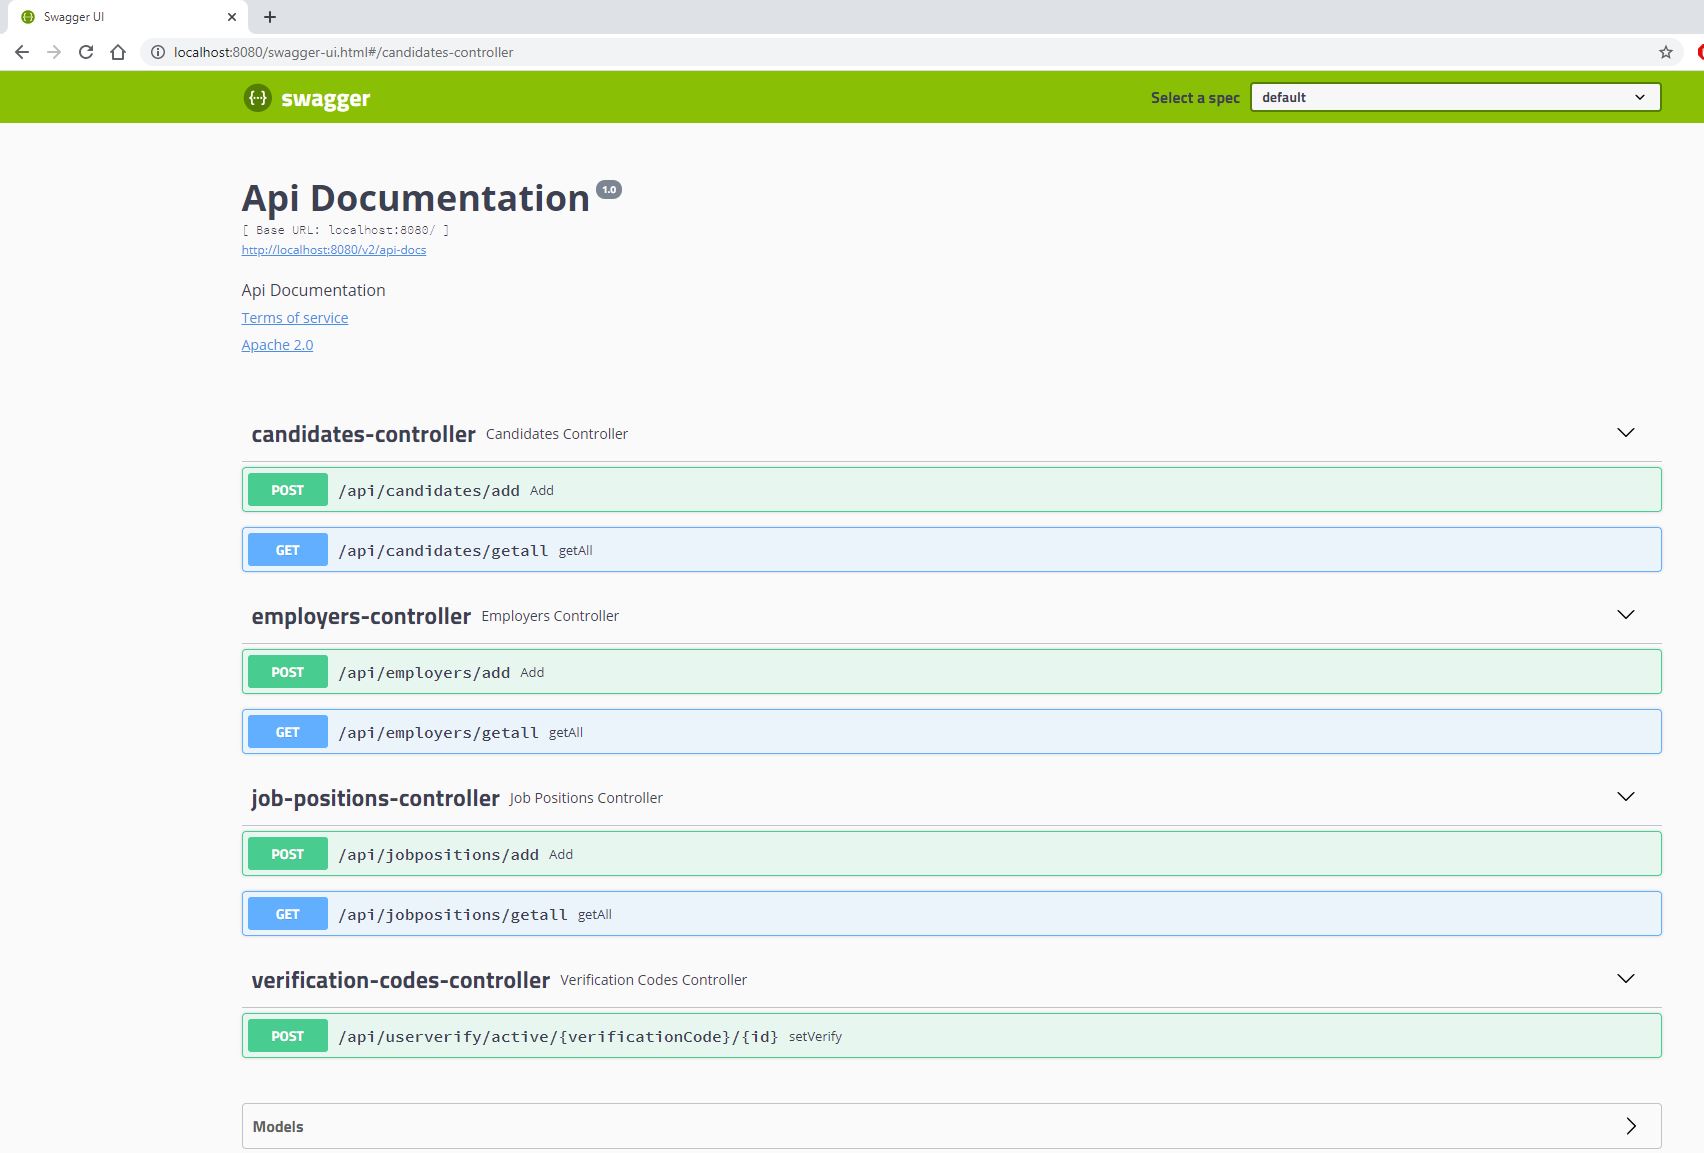 Swagger UI
localhost:8080/swagger-ui.html#/candidates-controller
{···} swagger Select a spec default
Api Documentation 1.0
[ Base URL: localhost:8080/ ]
http://localhost:8080/v2/api-docs
Api Documentation
Terms of service
Apache 2.0
candidates-controller Candidates Controller
POST /api/candidates/add Add
GET /api/candidates/getall getAll
employers-controller Employers Controller
POST /api/employers/add Add
GET /api/employers/getall getAll
job-positions-controller Job Positions Controller
POST /api/jobpositions/add Add
GET /api/jobpositions/getall getAll
verification-codes-controller Verification Codes Controller
POST /api/userverify/active/{verificationCode}/{id} setVerify
Models